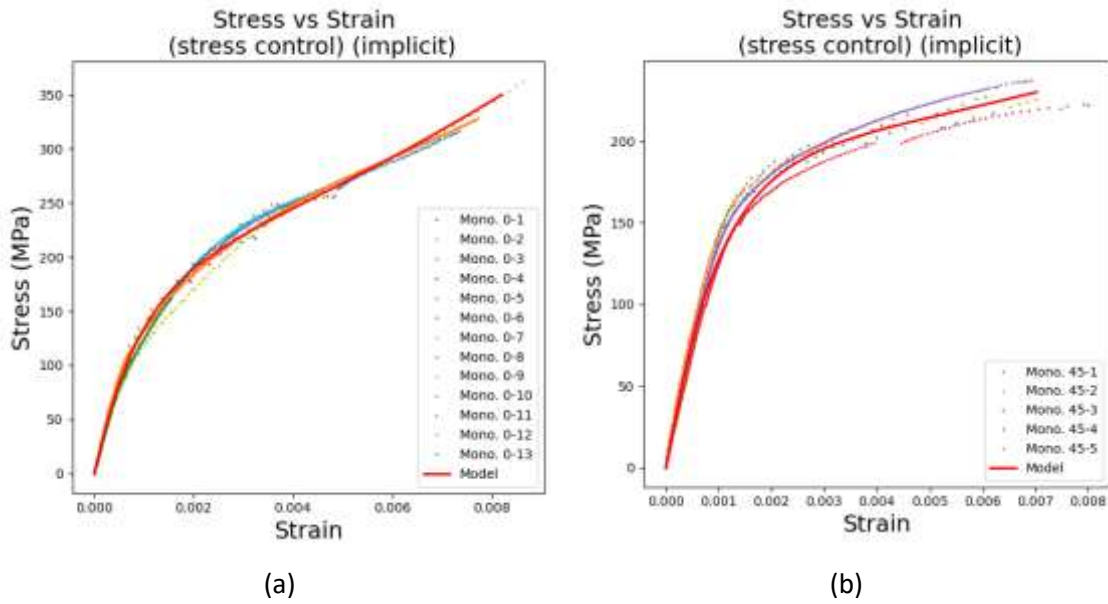 Stress vs Strain
(stress control) (implicit)
Stress (MPa)
350
300
250
200
150
100
50
0
Mono. 0-1
Mono. 0-2
Mono. 0-3
Mono. 0-4
Mono. 0-5
Mono. 0-6
Mono. 0-7
Mono. 0-8
Mono. 0-9
Mono. 0-10
Mono. 0-11
Mono. 0-12
Mono. 0-13
Model
0.000 0.002 0.004 0.006 0.008
Strain
(a)
Stress vs Strain
(stress control) (implicit)
Stress (MPa)
200
150
100
50
0
Mono. 45-1
Mono. 45-2
Mono. 45-3
Mono. 45-4
Mono. 45-5
Model
0.000 0.001 0.002 0.003 0.004 0.005 0.006 0.007 0.008
Strain
(b)